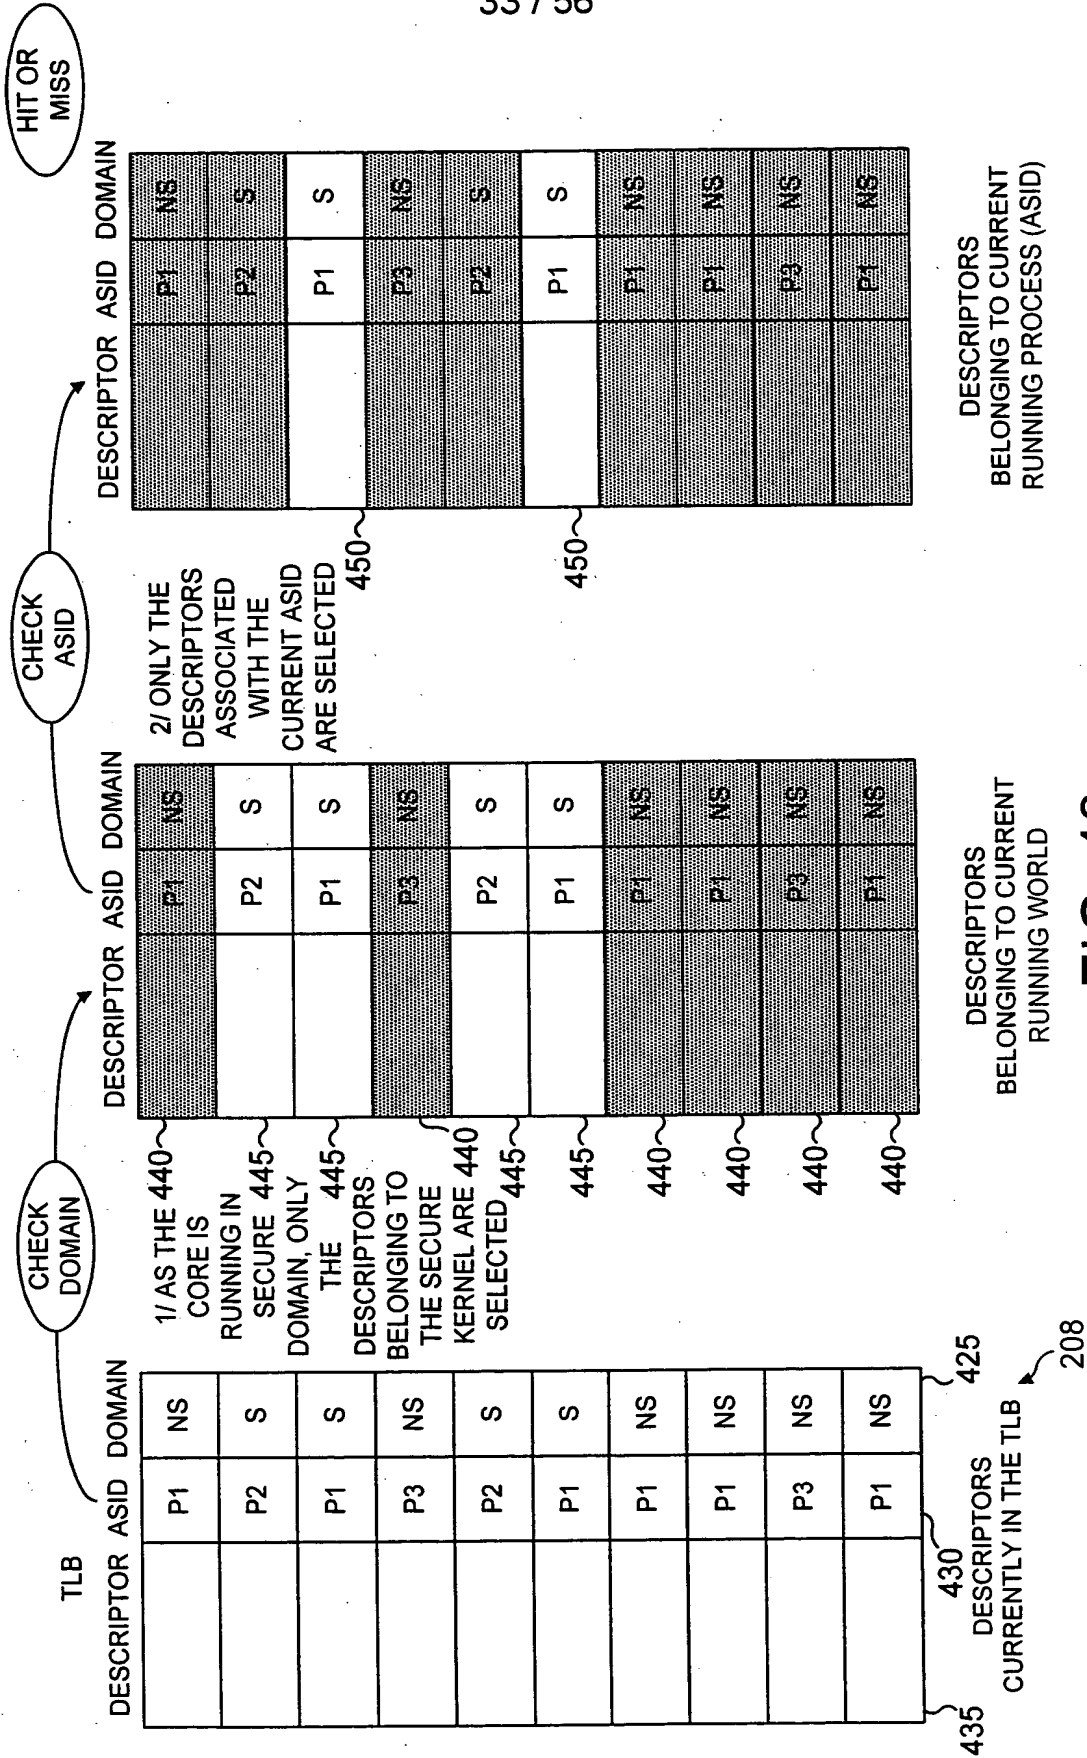 33 / 56
TLB
DESCRIPTOR ASID DOMAIN
P1 NS
P2 S
P1 S
P3 NS
P2 S
P1 S
P1 NS
P1 NS
P3 NS
P1 NS
435
430
425
DESCRIPTORS
CURRENTLY IN THE TLB
208
CHECK
DOMAIN
1/ AS THE
CORE IS
RUNNING IN
SECURE
DOMAIN, ONLY
THE
DESCRIPTORS
BELONGING TO
THE SECURE
KERNEL ARE
SELECTED
440
445
445
440
445
445
440
440
440
440
DESCRIPTOR ASID DOMAIN
P1 NS
P2 S
P1 S
P3 NS
P2 S
P1 S
P1 NS
P1 NS
P3 NS
P1 NS
DESCRIPTORS
BELONGING TO CURRENT
RUNNING WORLD
CHECK
ASID
2/ ONLY THE
DESCRIPTORS
ASSOCIATED
WITH THE
CURRENT ASID
ARE SELECTED
450
450
DESCRIPTOR ASID DOMAIN
P1 NS
P2 S
P1 S
P3 NS
P2 S
P1 S
P1 NS
P1 NS
P3 NS
P1 NS
DESCRIPTORS
BELONGING TO CURRENT
RUNNING PROCESS (ASID)
HIT OR
MISS